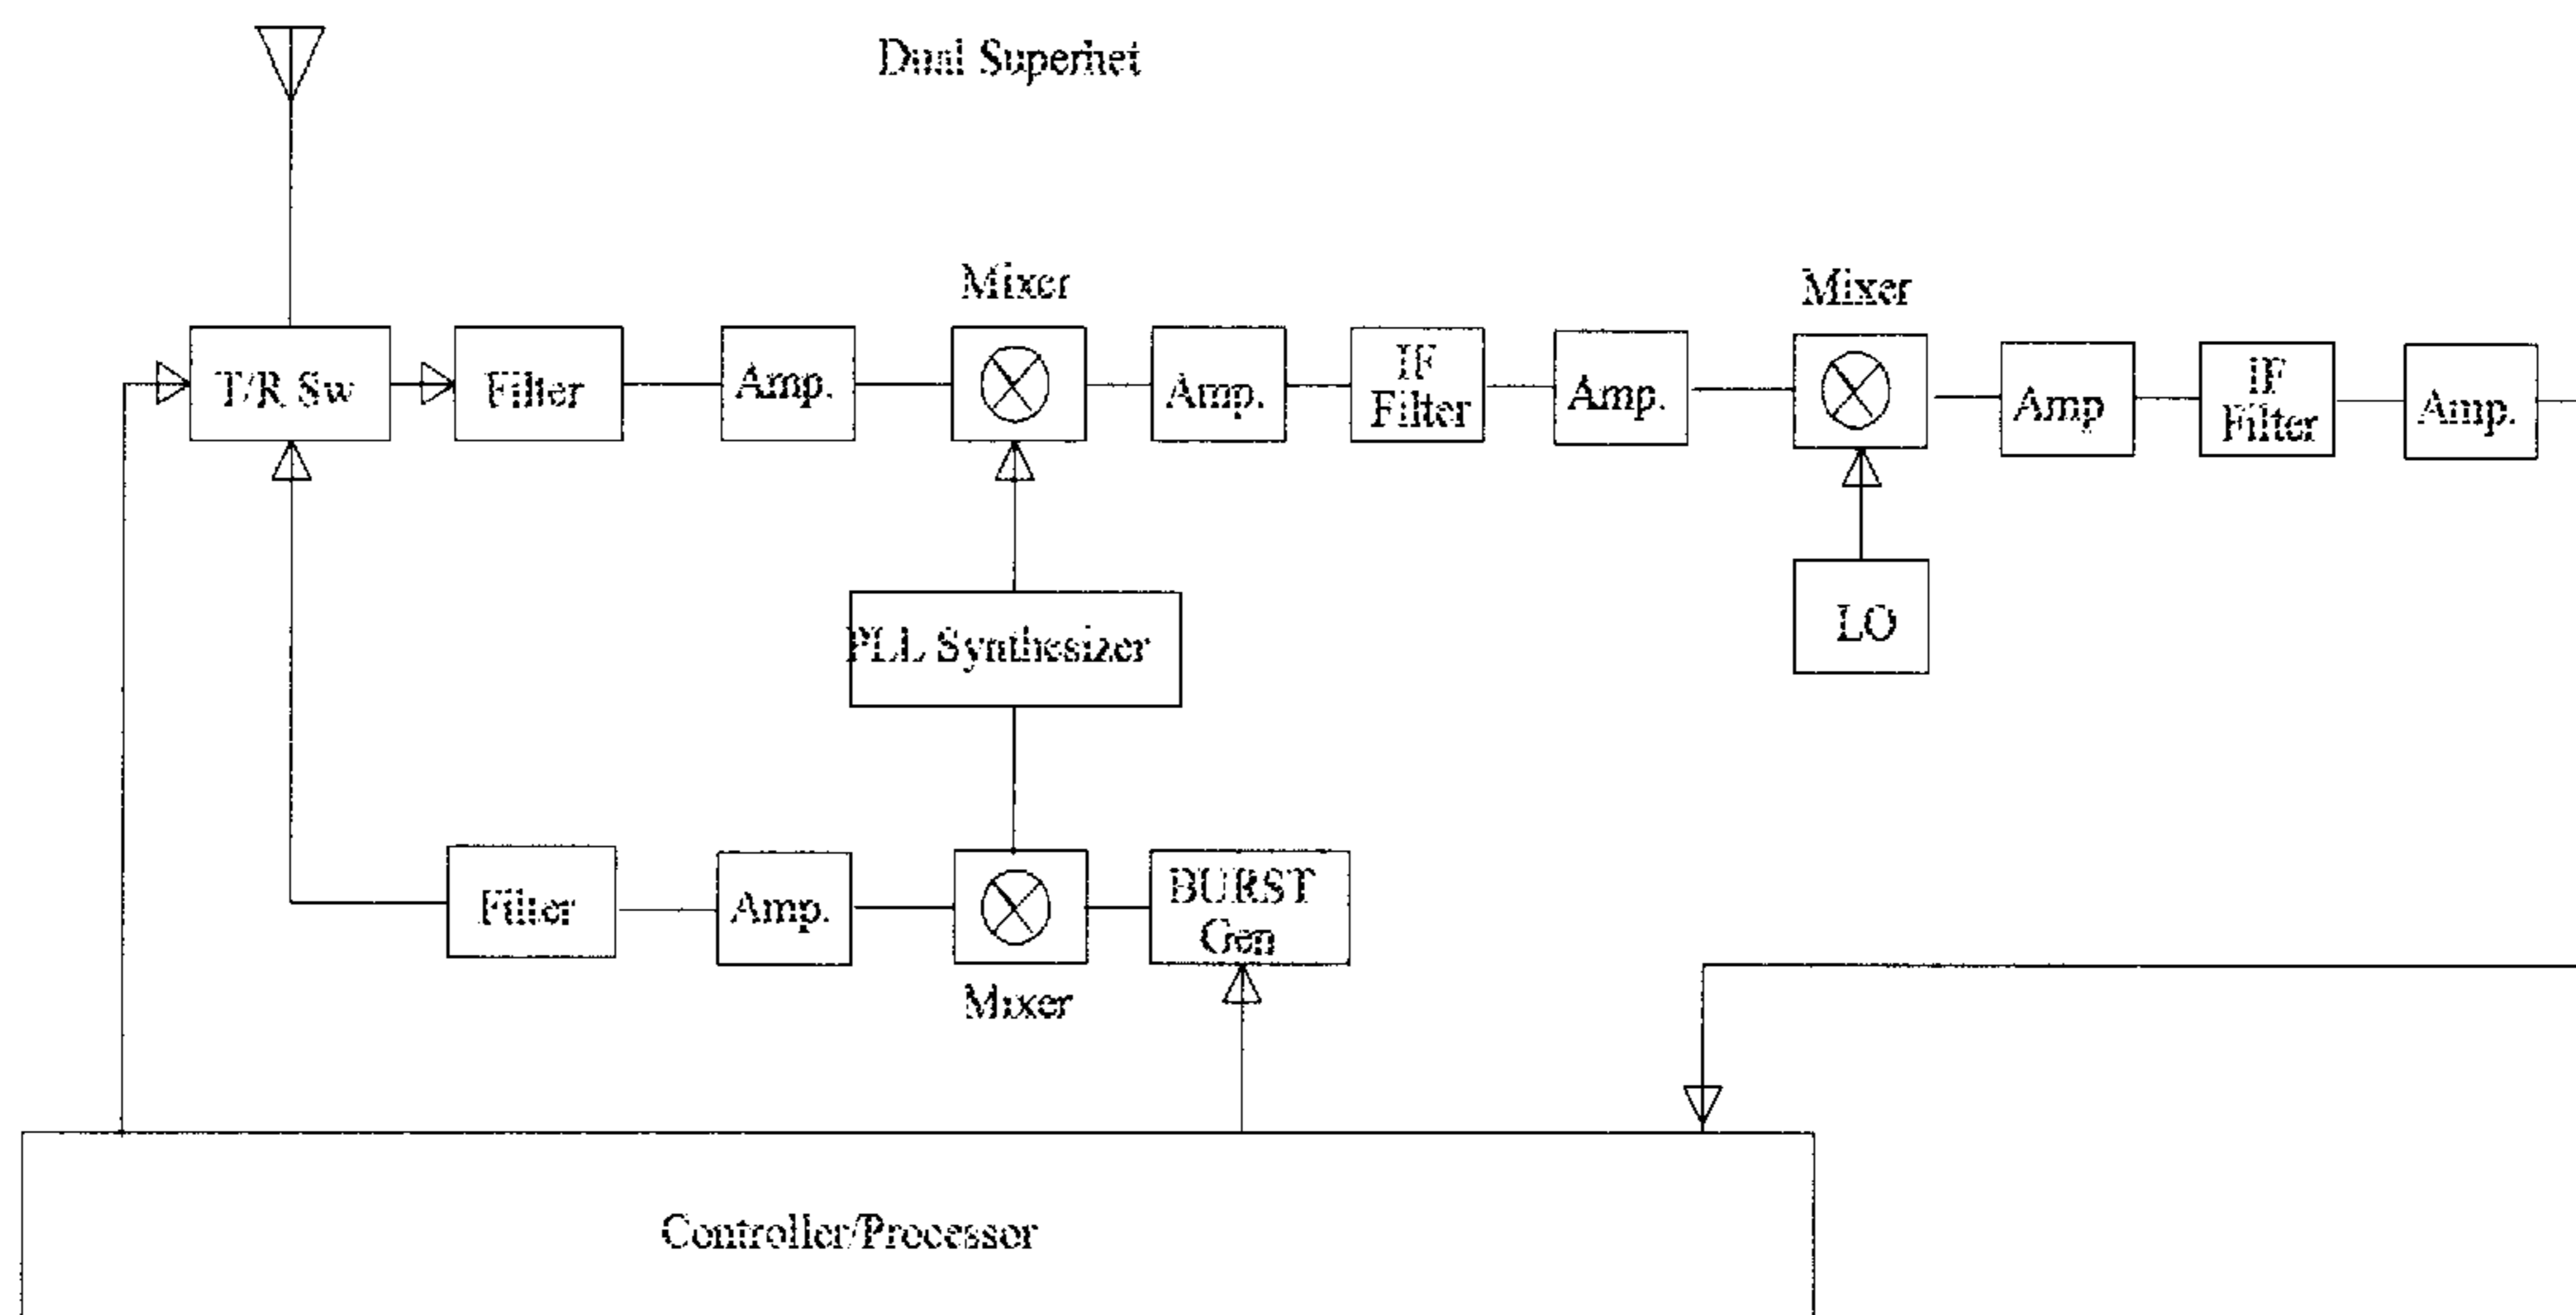 Dual Superhet
Mixer
Mixer
T/R Sw
Filter
Amp.
Amp.
IF
Filter
Amp.
Amp
IF
Filter
Amp.
PLL Synthesizer
LO
Filter
Amp.
BURST
Gen
Mixer
Controller/Processor